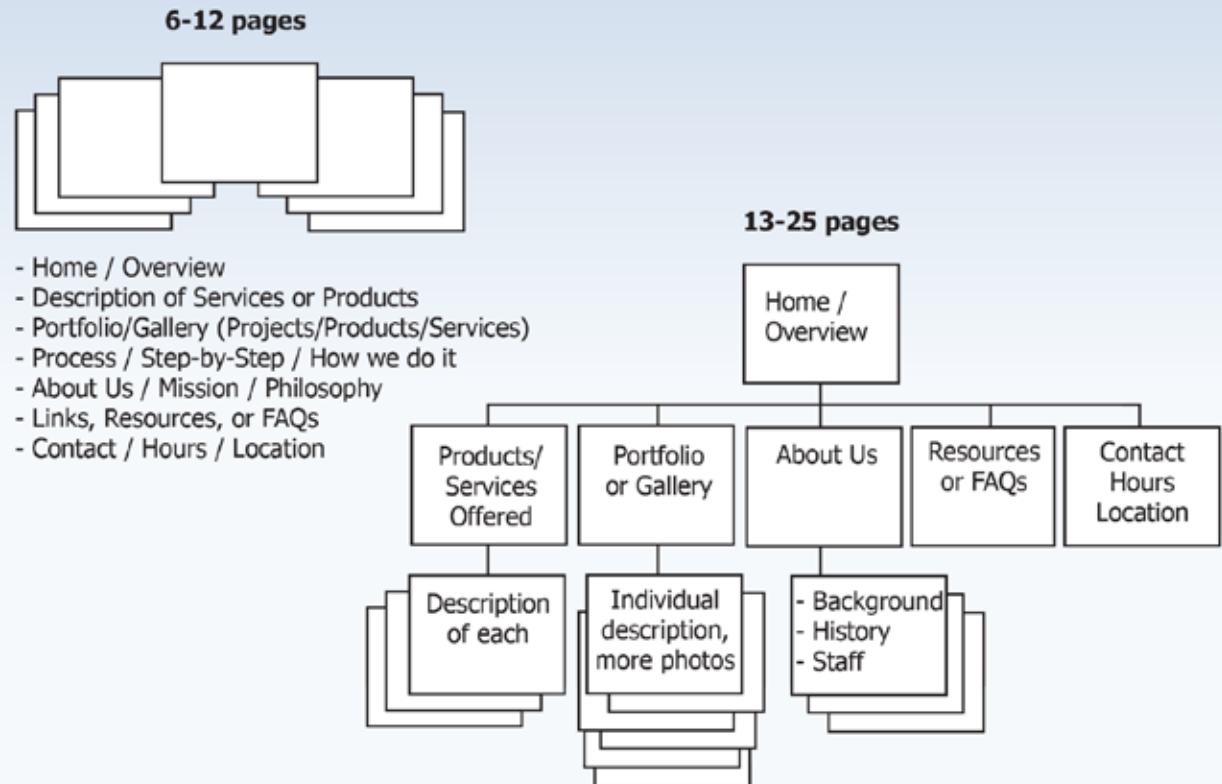 6-12 pages
- Home / Overview
- Description of Services or Products
- Portfolio/Gallery (Projects/Products/Services)
- Process / Step-by-Step / How we do it
- About Us / Mission / Philosophy
- Links, Resources, or FAQs
- Contact / Hours / Location
13-25 pages
Home /
Overview
Products/
Services
Offered
Portfolio
or Gallery
About Us
Resources
or FAQs
Contact
Hours
Location
Description
of each
Individual
description,
more photos
- Background
- History
- Staff